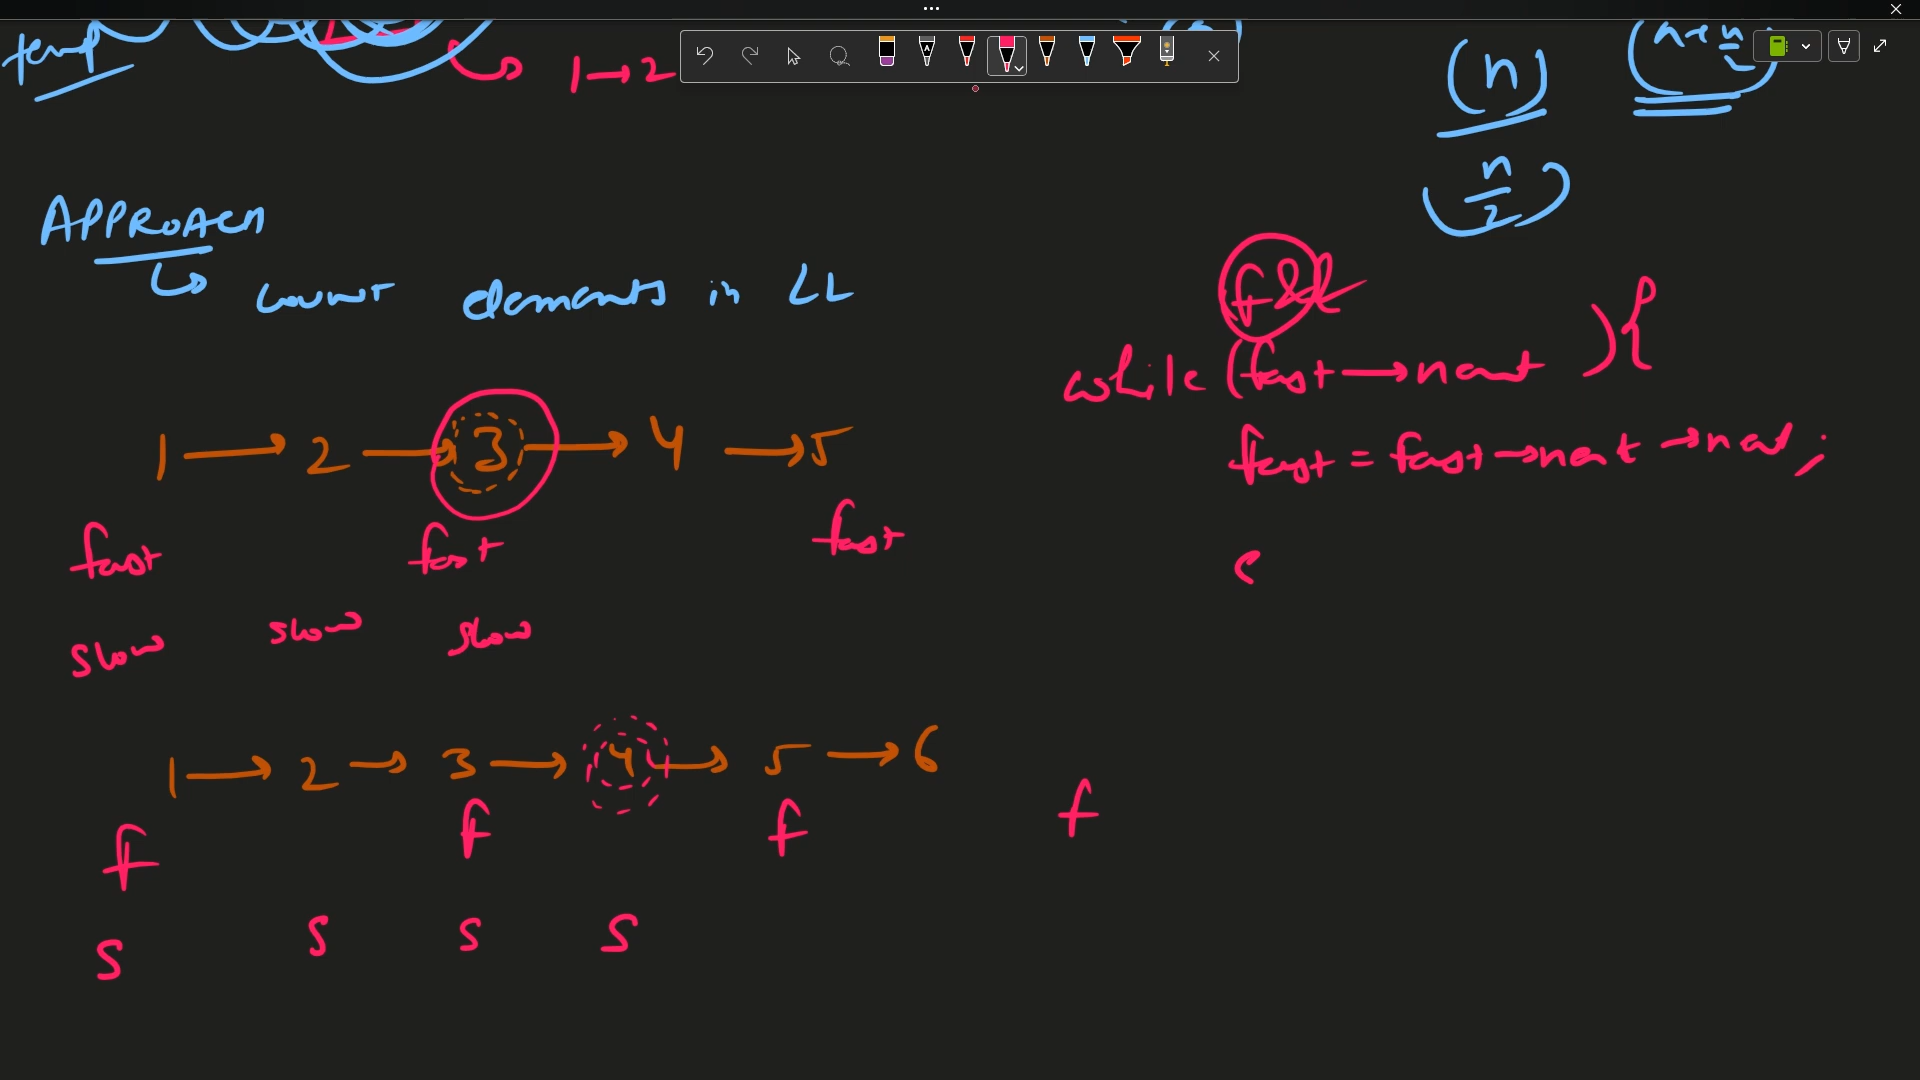 temp
1 → 2
(n)
(n + n/2)
(n/2)
APPROACH
↳ count elements in LL
f &&
while (fast → next ) {
fast = fast → next → next ;
1 → 2 → 3 → 4 → 5
fast fast fast
slow slow slow
1 → 2 → 3 → 4 → 5 → 6
f f f f
s s s s